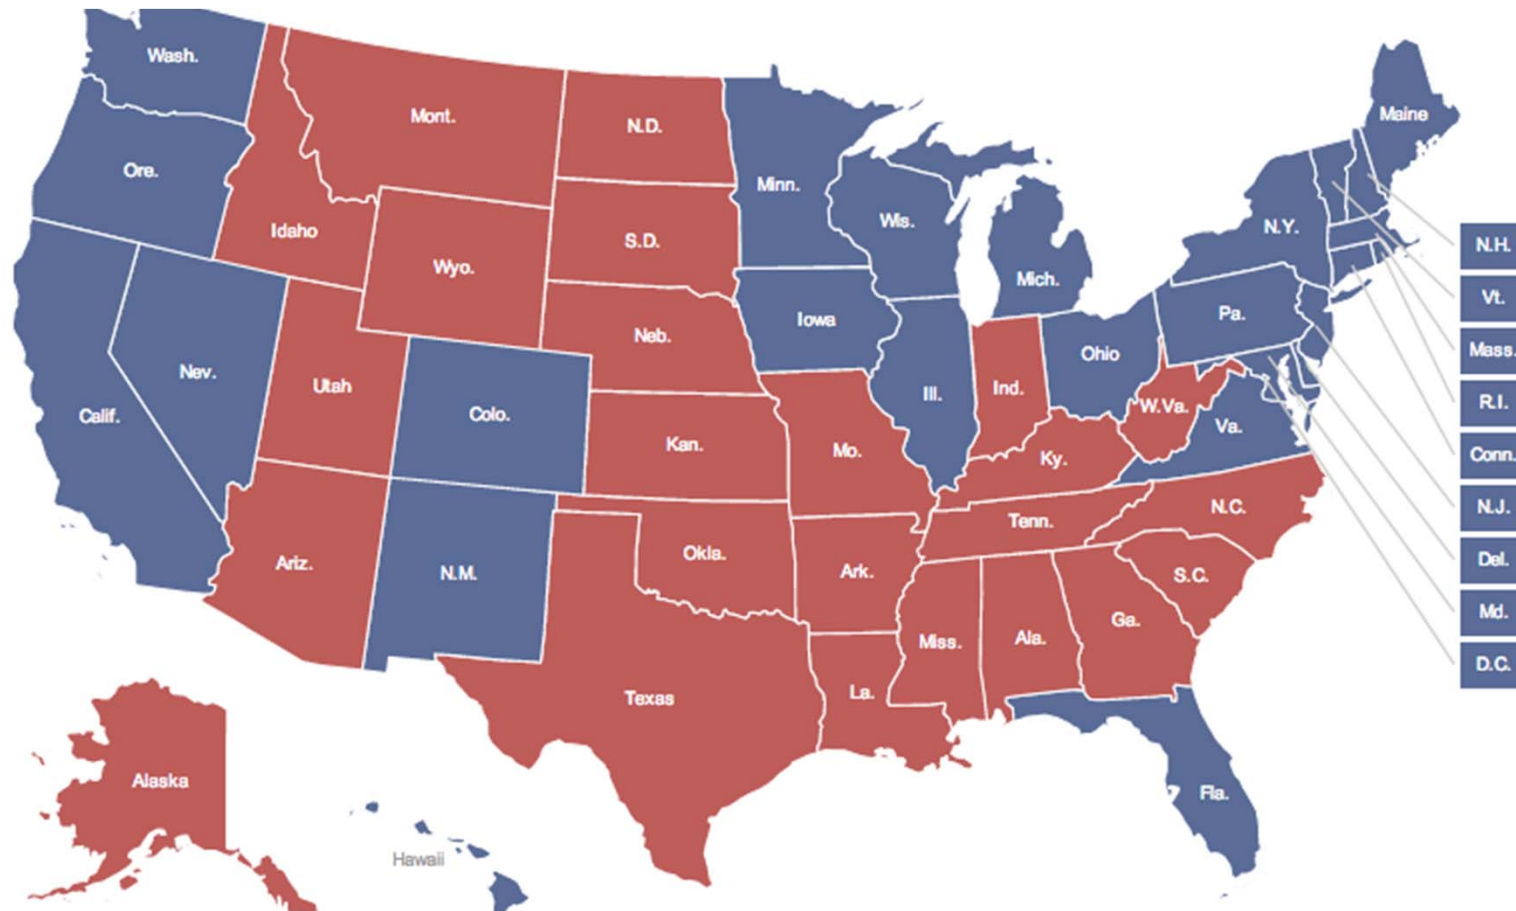 Wash.
Mont.
N.D.
Maine
Ore.
Minn.
Idaho
Wis.
N.Y.
S.D.
N.H.
Wyo.
Mich.
Vt.
Neb.
Iowa
Pa.
Mass.
Nev.
Utah
Ohio
Ind.
Ill.
Calif.
Colo.
W.Va.
R.I.
Va.
Kan.
Mo.
Ky.
Conn.
N.C.
N.J.
Tenn.
Ariz.
N.M.
Okla.
Ark.
S.C.
Del.
Ga.
Md.
Miss.
Ala.
D.C.
Texas
La.
Alaska
Fla.
Hawaii